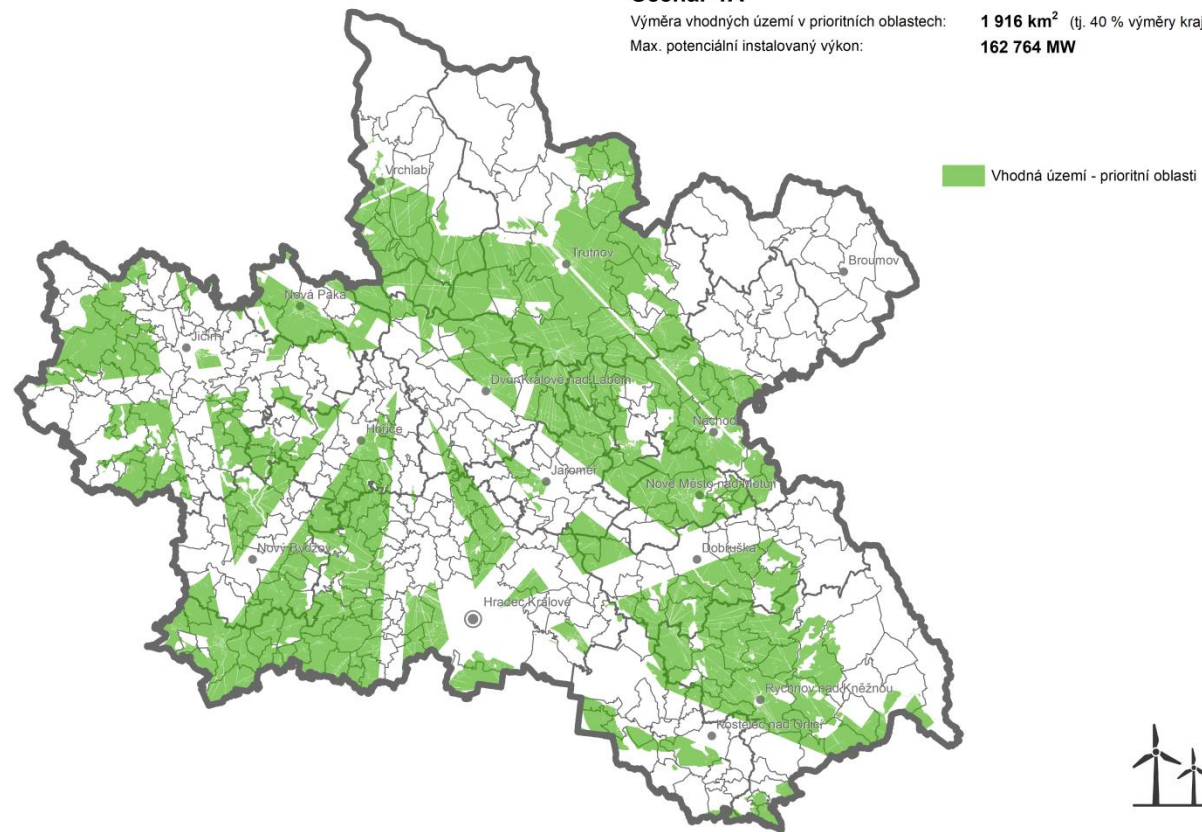 Výměra vhodných území v prioritních oblastech: 1 916 km² (tj. 40 % výměry kraj
Max. potenciální instalovaný výkon: 162 764 MW
Vrchlabí
Vhodná území - prioritní oblasti
Trutnov
Broumov
Nová Paka
Jičín
Dvůr Králové nad Labem
Náchod
Hořice
Jaroměř
Nové Město nad Metují
Nový Bydžov
Dobruška
Hradec Králové
Rychnov nad Kněžnou
Kostelec nad Orlicí